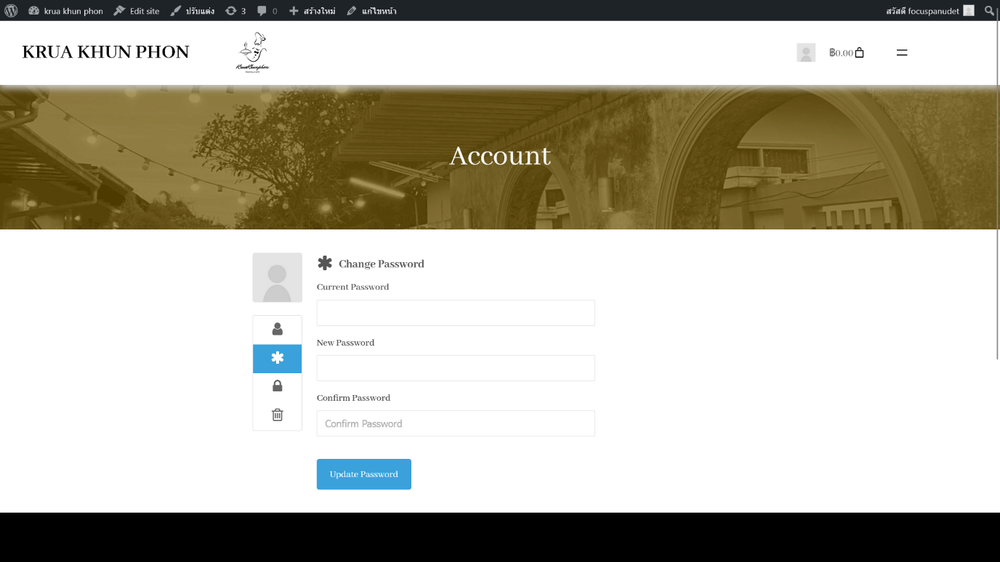 krua khun phon Edit site ปรับแต่ง 3 0 สร้างใหม่ แก้ไขหน้า สวัสดี focuspanudet
KRUA KHUN PHON
KruaKhunphon
Restaurant
฿0.00
Account
Change Password
Current Password
New Password
Confirm Password
Confirm Password
Update Password